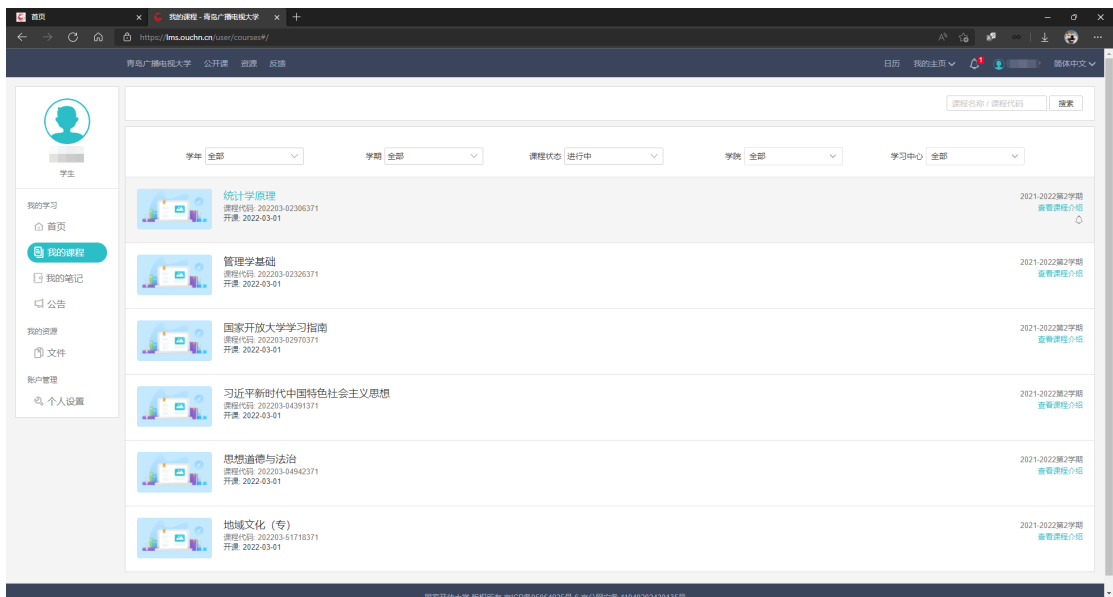 首页
我的课程 - 青岛广播电视大学
https://lms.ouchn.cn/user/courses#/
青岛广播电视大学 公开课 资源 反馈
日历 我的主页 1 简体中文
课程名称 / 课程代码 搜索
学生
学年 全部 学期 全部 课程状态 进行中 学院 全部 学习中心 全部
我的学习
首页
我的课程
我的笔记
公告
我的资源
文件
账户管理
个人设置
统计学原理
课程代码: 202203-02306371
开课: 2022-03-01
2021-2022第2学期
查看课程介绍
管理学基础
课程代码: 202203-02326371
开课: 2022-03-01
2021-2022第2学期
查看课程介绍
国家开放大学学习指南
课程代码: 202203-02970371
开课: 2022-03-01
2021-2022第2学期
查看课程介绍
习近平新时代中国特色社会主义思想
课程代码: 202203-04391371
开课: 2022-03-01
2021-2022第2学期
查看课程介绍
思想道德与法治
课程代码: 202203-04942371
开课: 2022-03-01
2021-2022第2学期
查看课程介绍
地域文化（专）
课程代码: 202203-51718371
开课: 2022-03-01
2021-2022第2学期
查看课程介绍